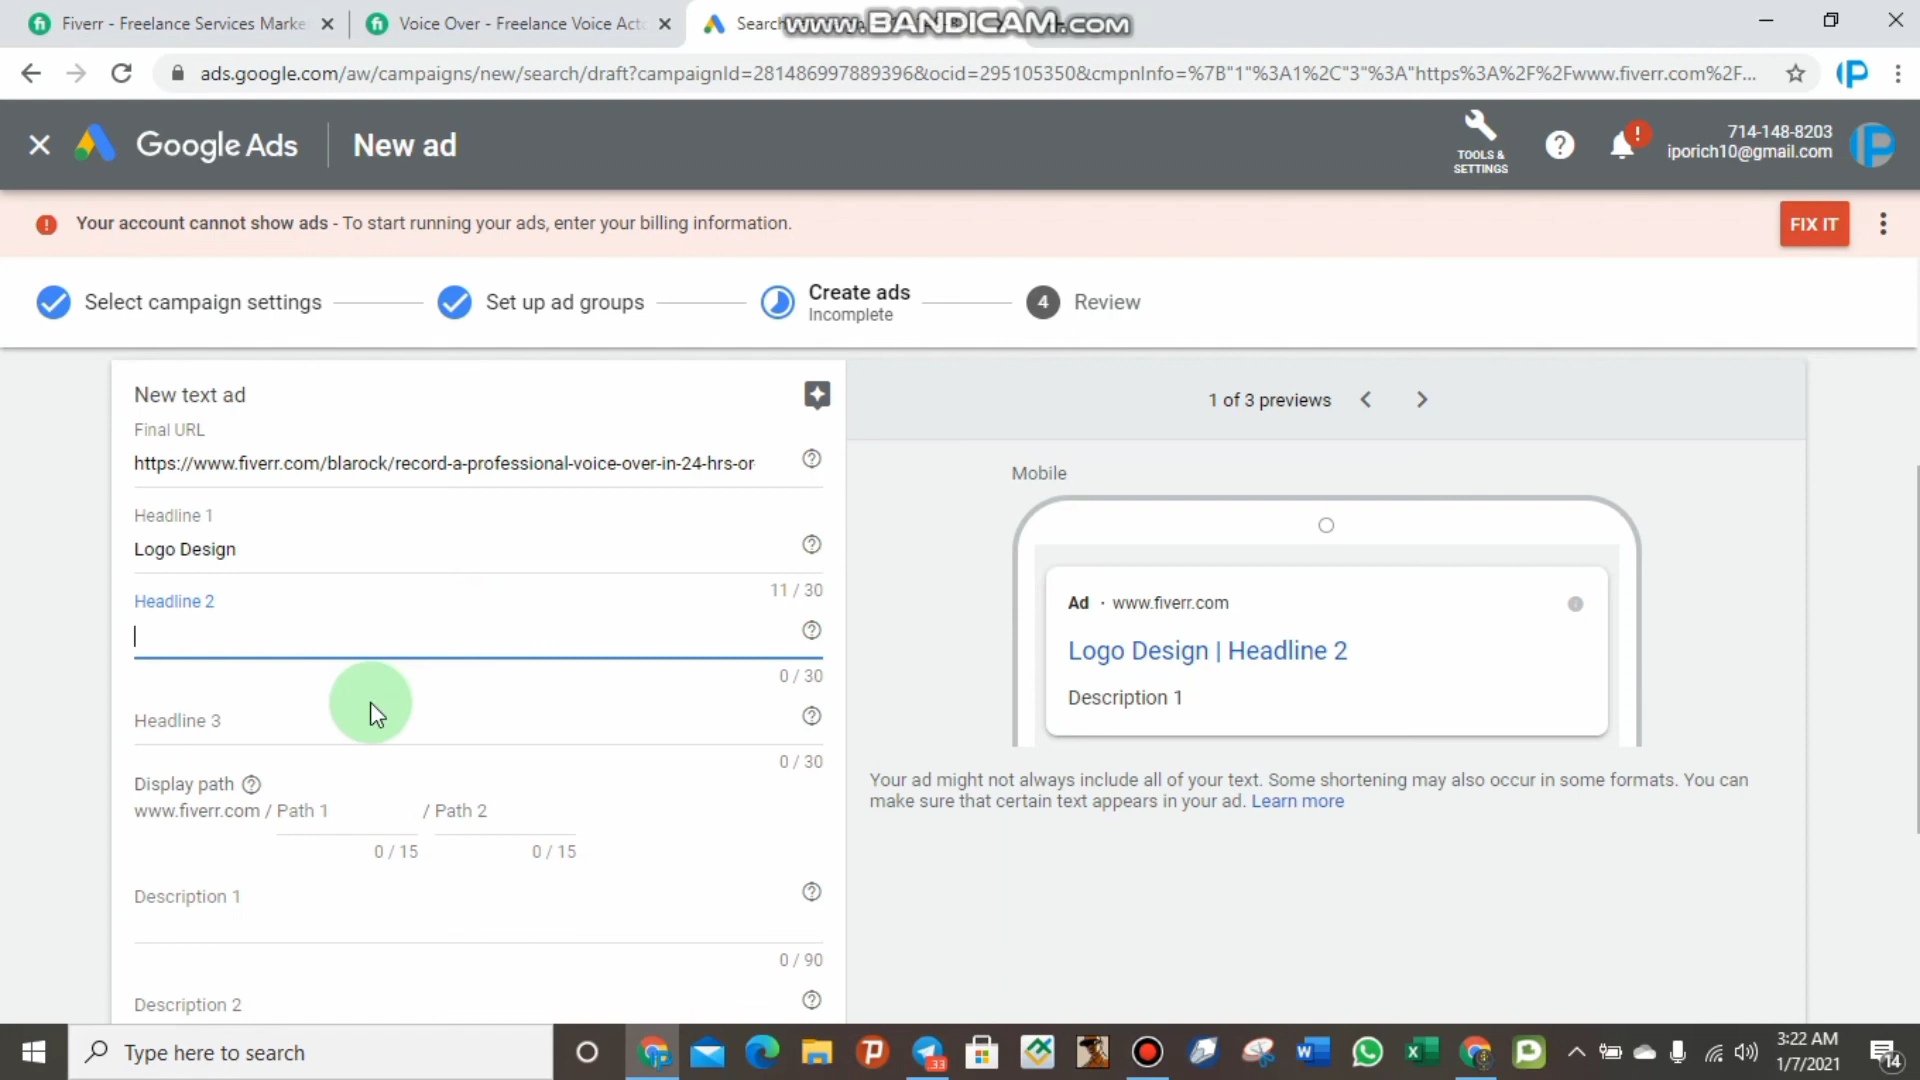 Fiverr - Freelance Services Marke
Voice Over - Freelance Voice Acto
Search
www.BANDICAM.com
ads.google.com/aw/campaigns/new/search/draft?campaignId=281486997889396&ocid=295105350&cmpnInfo=%7B"1"%3A1%2C"3"%3A"https%3A%2F%2Fwww.fiverr.com%2F...
Google Ads
New ad
TOOLS &
SETTINGS
714-148-8203
iporich10@gmail.com
Your account cannot show ads - To start running your ads, enter your billing information.
FIX IT
Select campaign settings
Set up ad groups
Create ads
Incomplete
4
Review
New text ad
Final URL
https://www.fiverr.com/blarock/record-a-professional-voice-over-in-24-hrs-or
Headline 1
Logo Design
11 / 30
Headline 2
0 / 30
Headline 3
0 / 30
Display path
www.fiverr.com / Path 1 / Path 2
0 / 15
0 / 15
Description 1
0 / 90
Description 2
1 of 3 previews
Mobile
Ad · www.fiverr.com
Logo Design | Headline 2
Description 1
Your ad might not always include all of your text. Some shortening may also occur in some formats. You can
make sure that certain text appears in your ad. Learn more
Type here to search
33
3:22 AM
1/7/2021
14